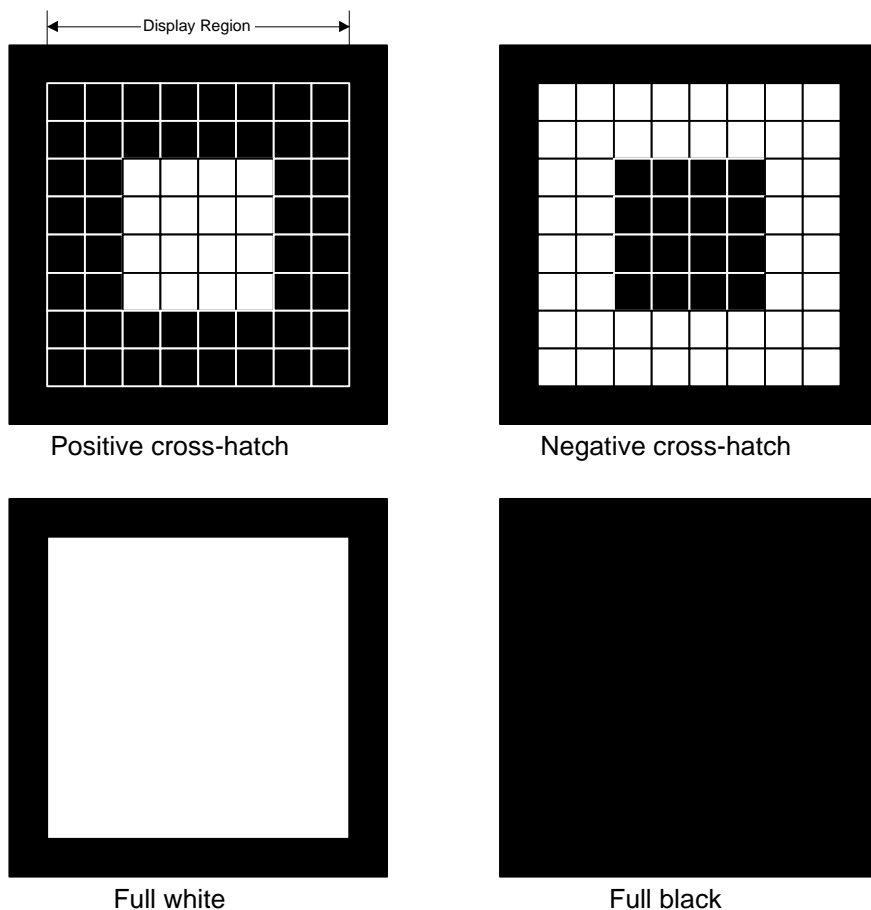 Display Region
Positive cross-hatch
Negative cross-hatch
Full white
Full black